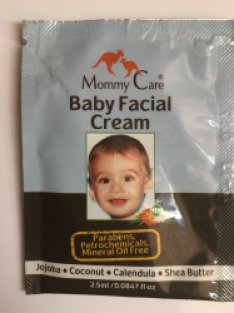 Mommy Care®
Baby Facial
Cream
Parabens,
Petrochemicals,
Mineral Oil Free
Jojoba • Coconut • Calendula • Shea Butter
2.5ml / 0.0847 fl oz